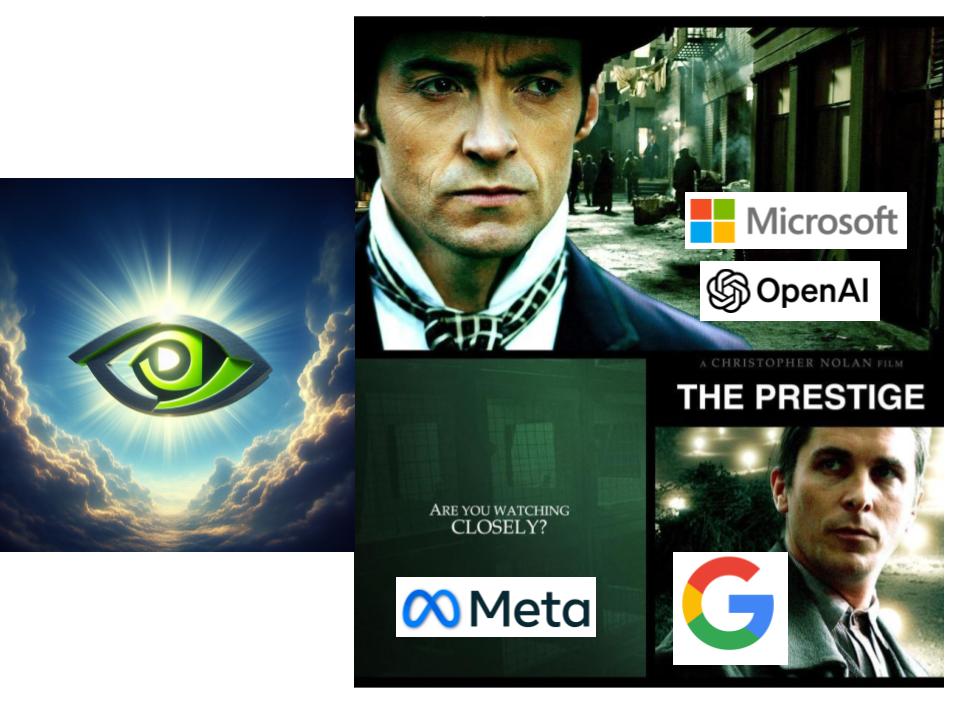 Microsoft
OpenAI
A CHRISTOPHER NOLAN FILM
THE PRESTIGE
ARE YOU WATCHING
CLOSELY?
Meta
G